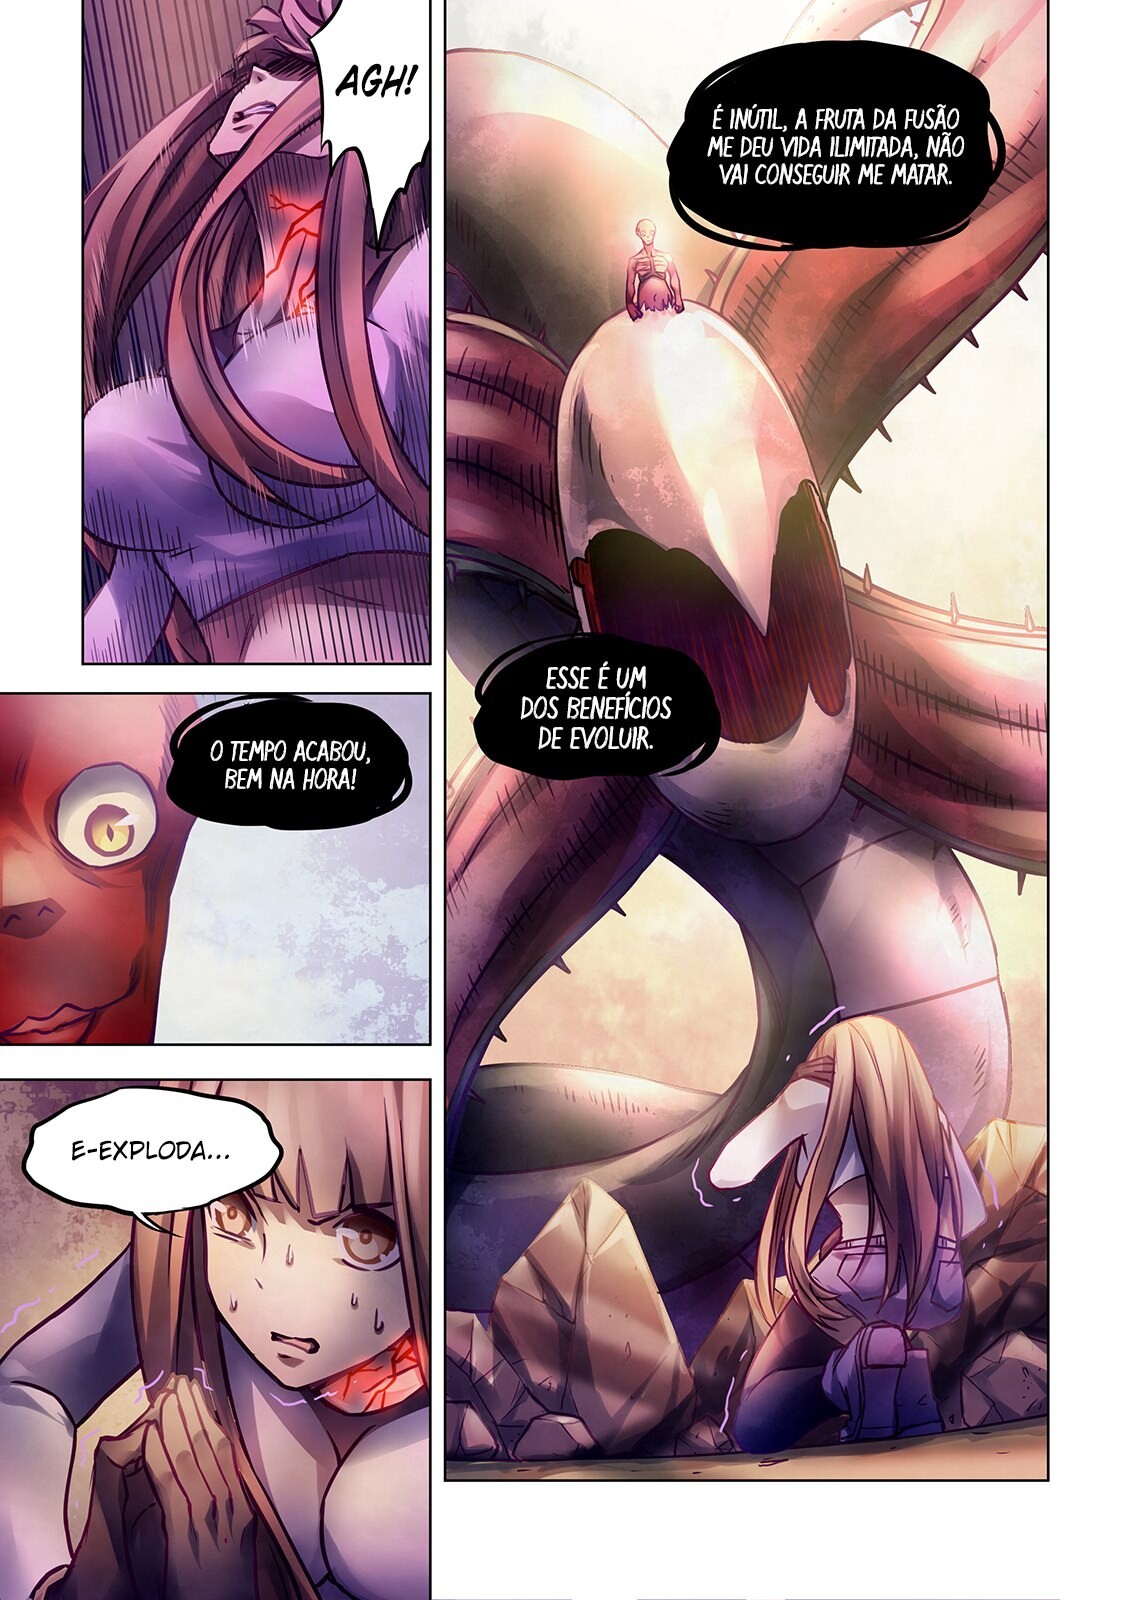 É INÚTIL, A FRUTA DA FUSÃO
ME DEU VIDA ILIMITADA, NÃO
VAI CONSEGUIR ME MATAR.
ESSE É UM
DOS BENEFÍCIOS
DE EVOLUIR.
AGH!
O TEMPO ACABOU,
BEM NA HORA!
E-EXPLODA...